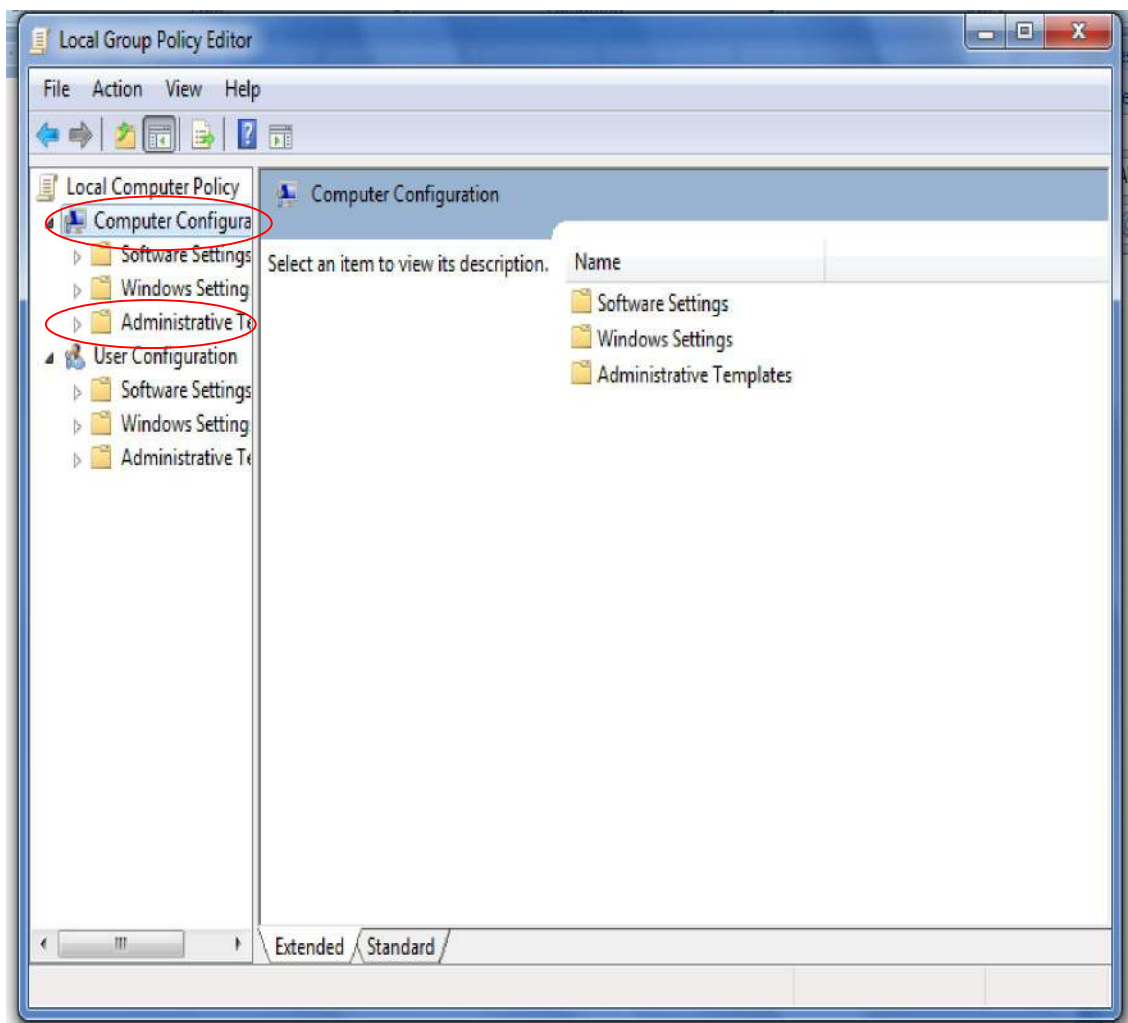 Local Group Policy Editor
File Action View Help
Local Computer Policy
Computer Configura
Software Settings
Windows Setting
Administrative Te
User Configuration
Software Settings
Windows Setting
Administrative Te
Computer Configuration
Select an item to view its description.
Name
Software Settings
Windows Settings
Administrative Templates
Extended Standard